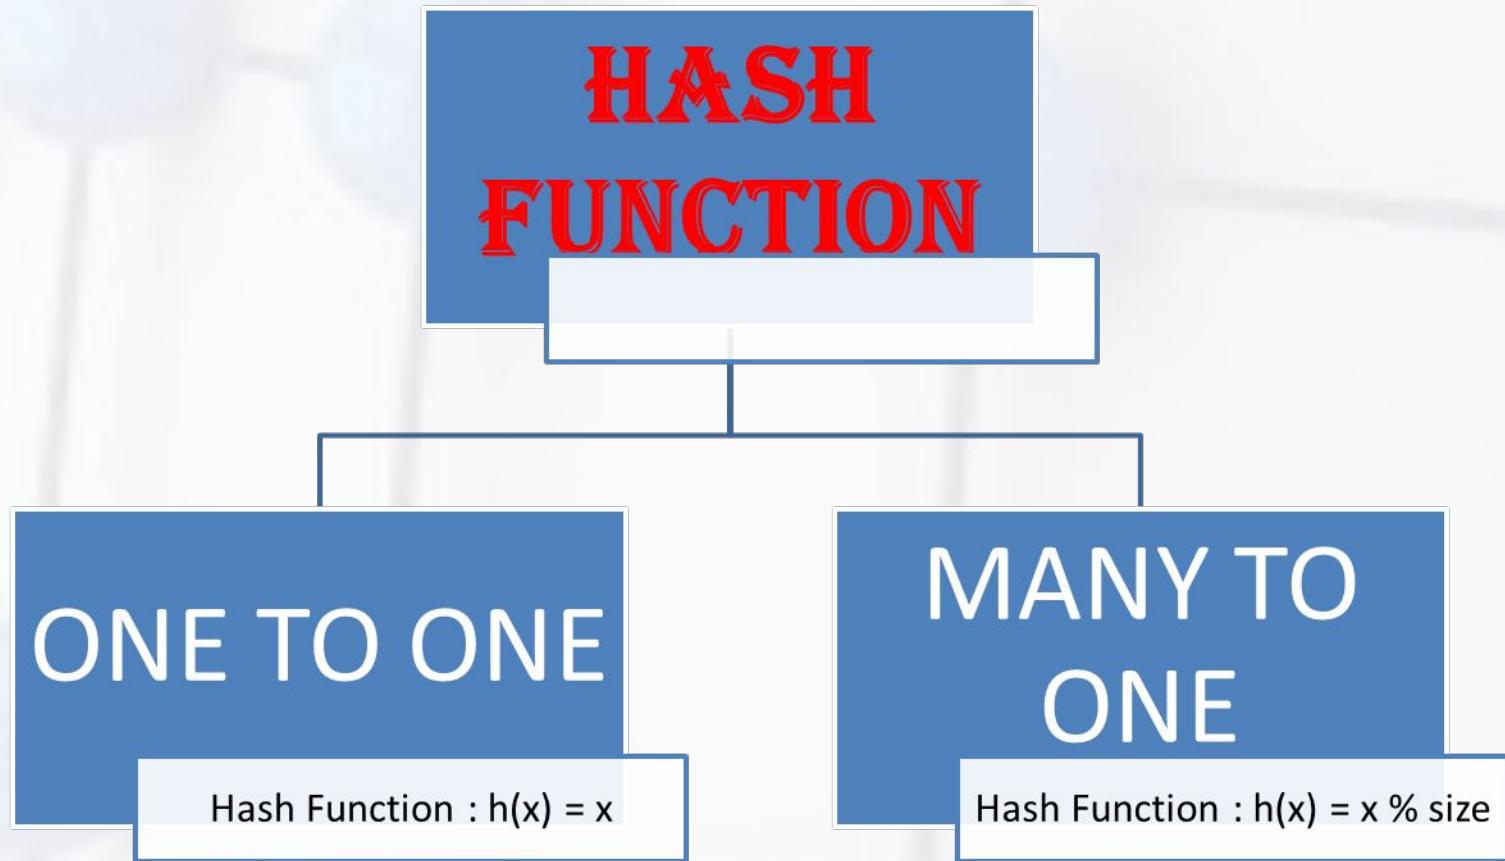 HASH
FUNCTION
ONE TO ONE
Hash Function : h(x) = x
MANY TO
ONE
Hash Function : h(x) = x % size